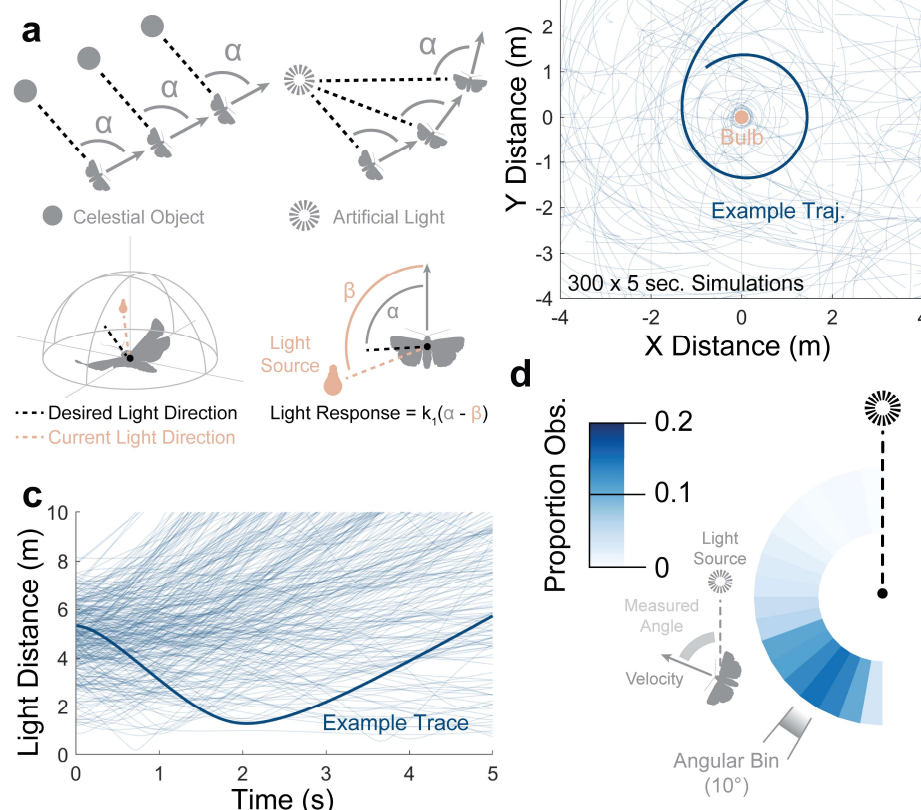 a
α
α
α
α
Celestial Object
Artificial Light
Desired Light Direction
Current Light Direction
β
α
Light
Source
Light Response = k₁(α - β)
Y Distance (m)
2
1
0
-1
-2
-3
-4
Bulb
Example Traj.
300 x 5 sec. Simulations
-4
-2
0
2
4
X Distance (m)
c
Light Distance (m)
10
8
6
4
2
0
Example Trace
0
1
2
3
4
5
Time (s)
d
Proportion Obs.
0.2
0.1
0
Light
Source
Measured
Angle
Velocity
Angular Bin
(10°)